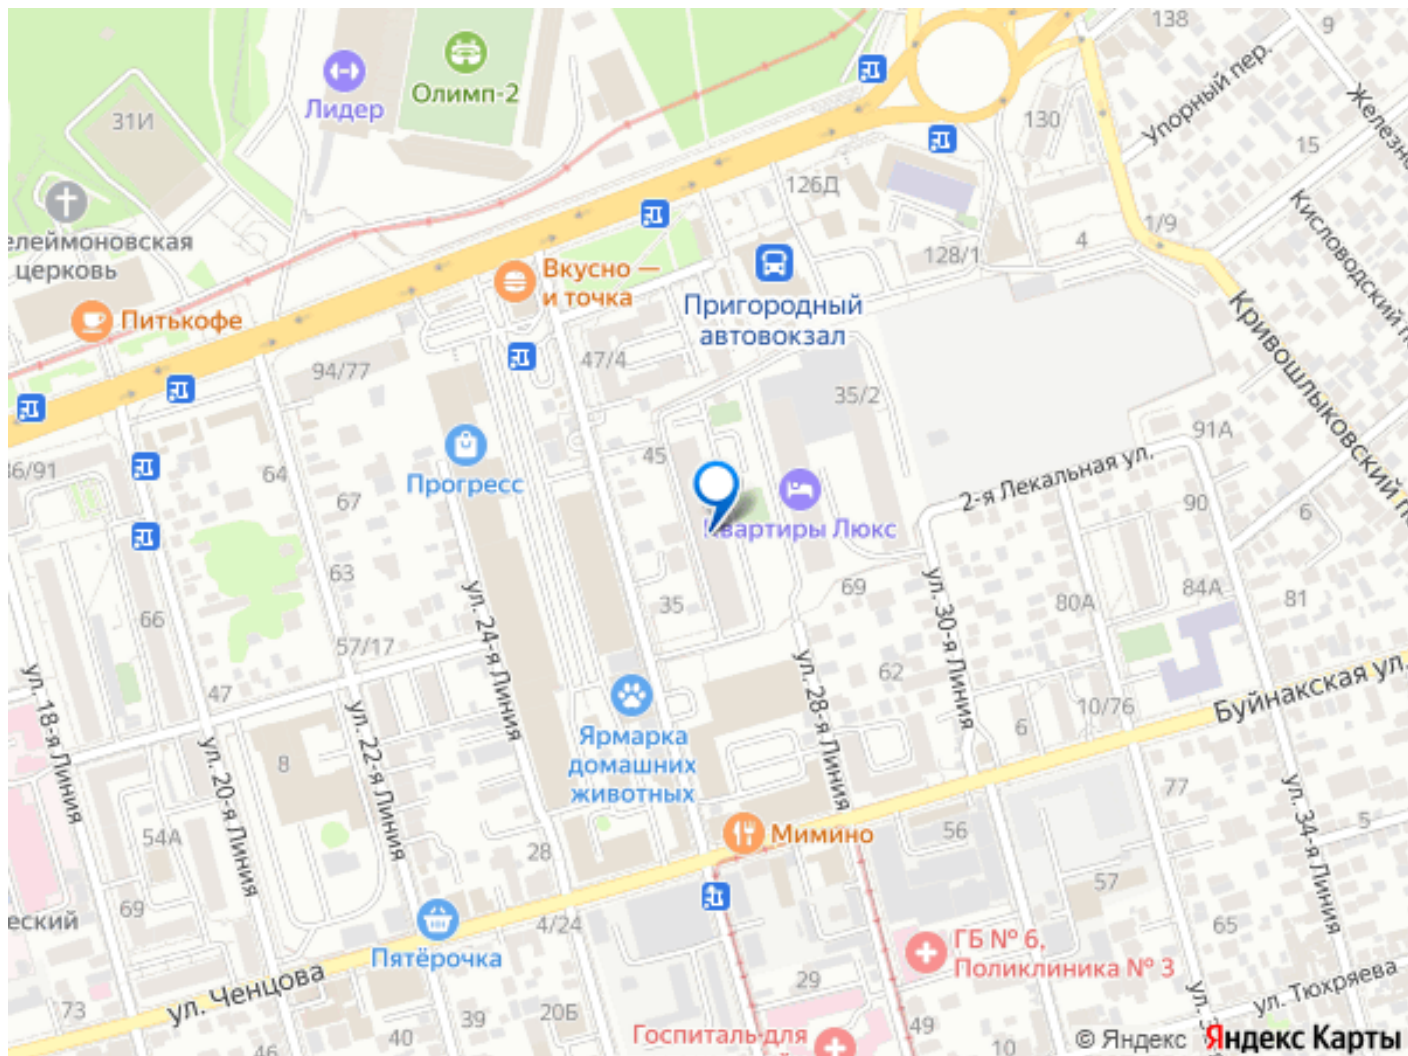 138
9
Упорный пер.
Железно
31И
Лидер
Олимп-2
130
15
126Д
1/9
Кисловодский п
4
128/1
елеймоновская
церковь
Вкусно —
и точка
Пригородный
автовокзал
Питькофе
Кривошлыковский п
47/4
94/77
35/2
91А
45
2-я Лекальная ул.
86/91
64
Прогресс
67
90
6
Квартиры Люкс
63
69
81
84А
80А
35
66
ул. 24-я Линия
ул. 30-я Линия
57/17
62
47
ул. 28-я Линия
Буйнакская ул.
10/76
6
ул. 18-я Линия
ул. 22-я Линия
ул. 20-я Линия
8
Ярмарка
домашних
животных
77
ул. 34-я Линия
54А
Мимино
56
5
28
57
69
еский
4/24
65
Пятёрочка
ГБ № 6,
Поликлиника № 3
ул. Ченцова
29
ул. Тюхряева
73
20Б
39
40
46
49
10
ул. 3
Госпиталь для
© Яндекс Яндекс Карты